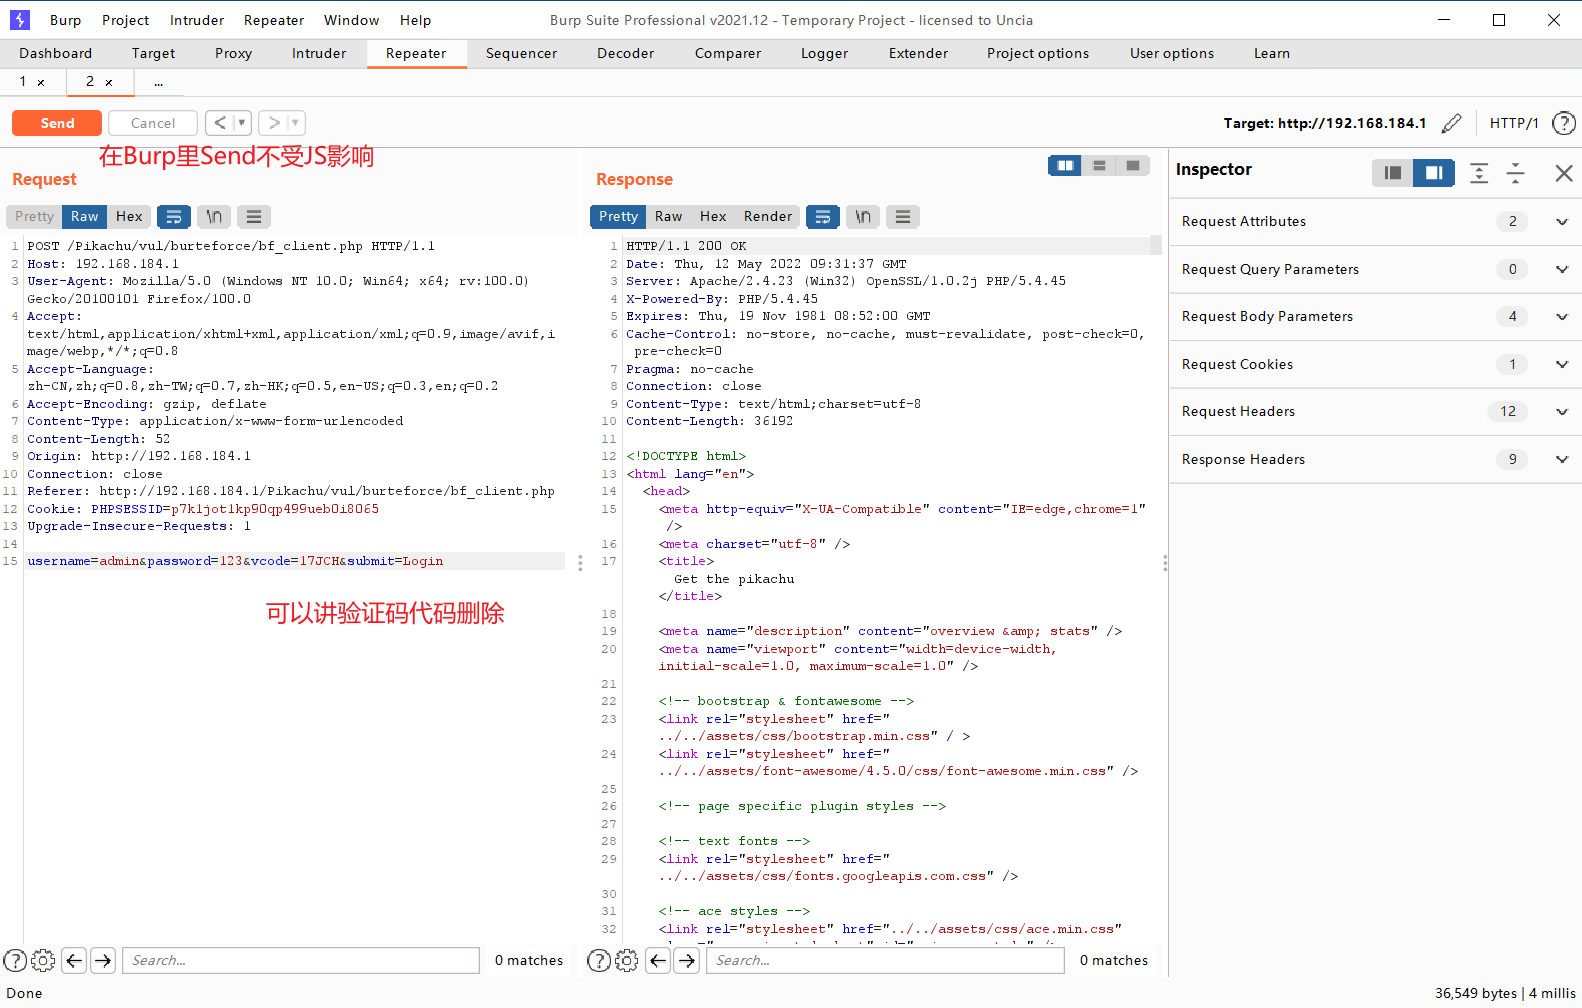 Burp Project Intruder Repeater Window Help Burp Suite Professional v2021.12 - Temporary Project - licensed to Uncia
Dashboard Target Proxy Intruder Repeater Sequencer Decoder Comparer Logger Extender Project options User options Learn
1 × 2 × ...
Send Cancel < ▼ > ▼ Target: http://192.168.184.1 HTTP/1 ?
在Burp里Send不受JS影响
Request
Pretty Raw Hex \n
1 POST /Pikachu/vul/burteforce/bf_client.php HTTP/1.1
2 Host: 192.168.184.1
3 User-Agent: Mozilla/5.0 (Windows NT 10.0; Win64; x64; rv:100.0)
Gecko/20100101 Firefox/100.0
4 Accept:
text/html,application/xhtml+xml,application/xml;q=0.9,image/avif,i
mage/webp,*/*;q=0.8
5 Accept-Language:
zh-CN,zh;q=0.8,zh-TW;q=0.7,zh-HK;q=0.5,en-US;q=0.3,en;q=0.2
6 Accept-Encoding: gzip, deflate
7 Content-Type: application/x-www-form-urlencoded
8 Content-Length: 52
9 Origin: http://192.168.184.1
10 Connection: close
11 Referer: http://192.168.184.1/Pikachu/vul/burteforce/bf_client.php
12 Cookie: PHPSESSID=p7k1jot1kp90qp499ueb0i8065
13 Upgrade-Insecure-Requests: 1
14
15 username=admin&password=123&vcode=17JCH&submit=Login
可以讲验证码代码删除
? Search... 0 matches
Response
Pretty Raw Hex Render \n
1 HTTP/1.1 200 OK
2 Date: Thu, 12 May 2022 09:31:37 GMT
3 Server: Apache/2.4.23 (Win32) OpenSSL/1.0.2j PHP/5.4.45
4 X-Powered-By: PHP/5.4.45
5 Expires: Thu, 19 Nov 1981 08:52:00 GMT
6 Cache-Control: no-store, no-cache, must-revalidate, post-check=0,
pre-check=0
7 Pragma: no-cache
8 Connection: close
9 Content-Type: text/html;charset=utf-8
10 Content-Length: 36192
11
12 <!DOCTYPE html>
13 <html lang="en">
14 <head>
15 <meta http-equiv="X-UA-Compatible" content="IE=edge,chrome=1"
/>
16 <meta charset="utf-8" />
17 <title>
Get the pikachu
</title>
18
19 <meta name="description" content="overview &amp; stats" />
20 <meta name="viewport" content="width=device-width,
initial-scale=1.0, maximum-scale=1.0" />
21
22 <!-- bootstrap & fontawesome -->
23 <link rel="stylesheet" href="
../../assets/css/bootstrap.min.css" / >
24 <link rel="stylesheet" href="
../../assets/font-awesome/4.5.0/css/font-awesome.min.css" />
25
26 <!-- page specific plugin styles -->
27
28 <!-- text fonts -->
29 <link rel="stylesheet" href="
../../assets/css/fonts.googleapis.com.css" />
30
31 <!-- ace styles -->
32 <link rel="stylesheet" href="../../assets/css/ace.min.css"
? Search... 0 matches
Inspector
Request Attributes 2
Request Query Parameters 0
Request Body Parameters 4
Request Cookies 1
Request Headers 12
Response Headers 9
Done 36,549 bytes | 4 millis